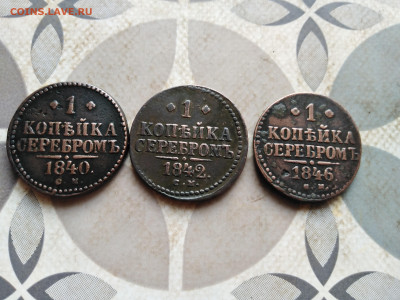 COINS.LAVE.RU
1
КОПѢЙКА
СЕРЕБРОМЪ
1840.
С М
1
КОПѢЙКА
СЕРЕБРОМЪ
1842.
М.
1
КОПѢЙКА
СЕРЕБРОМЪ
1846
М.